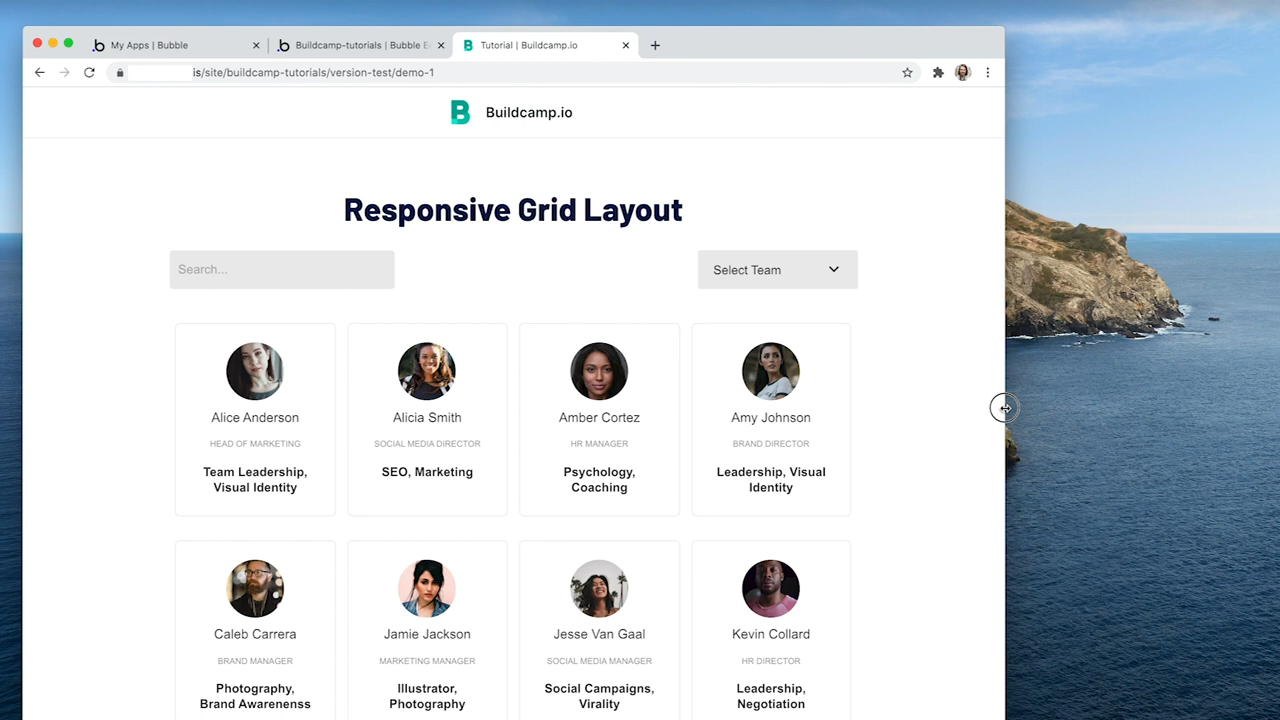 My Apps | Bubble
Buildcamp-tutorials | Bubble E
Tutorial | Buildcamp.io
is/site/buildcamp-tutorials/version-test/demo-1
B Buildcamp.io
Responsive Grid Layout
Search...
Select Team
Alice Anderson
HEAD OF MARKETING
Team Leadership,
Visual Identity
Alicia Smith
SOCIAL MEDIA DIRECTOR
SEO, Marketing
Amber Cortez
HR MANAGER
Psychology,
Coaching
Amy Johnson
BRAND DIRECTOR
Leadership, Visual
Identity
Caleb Carrera
BRAND MANAGER
Photography,
Brand Awarenenss
Jamie Jackson
MARKETING MANAGER
Illustrator,
Photography
Jesse Van Gaal
SOCIAL MEDIA MANAGER
Social Campaigns,
Virality
Kevin Collard
HR DIRECTOR
Leadership,
Negotiation